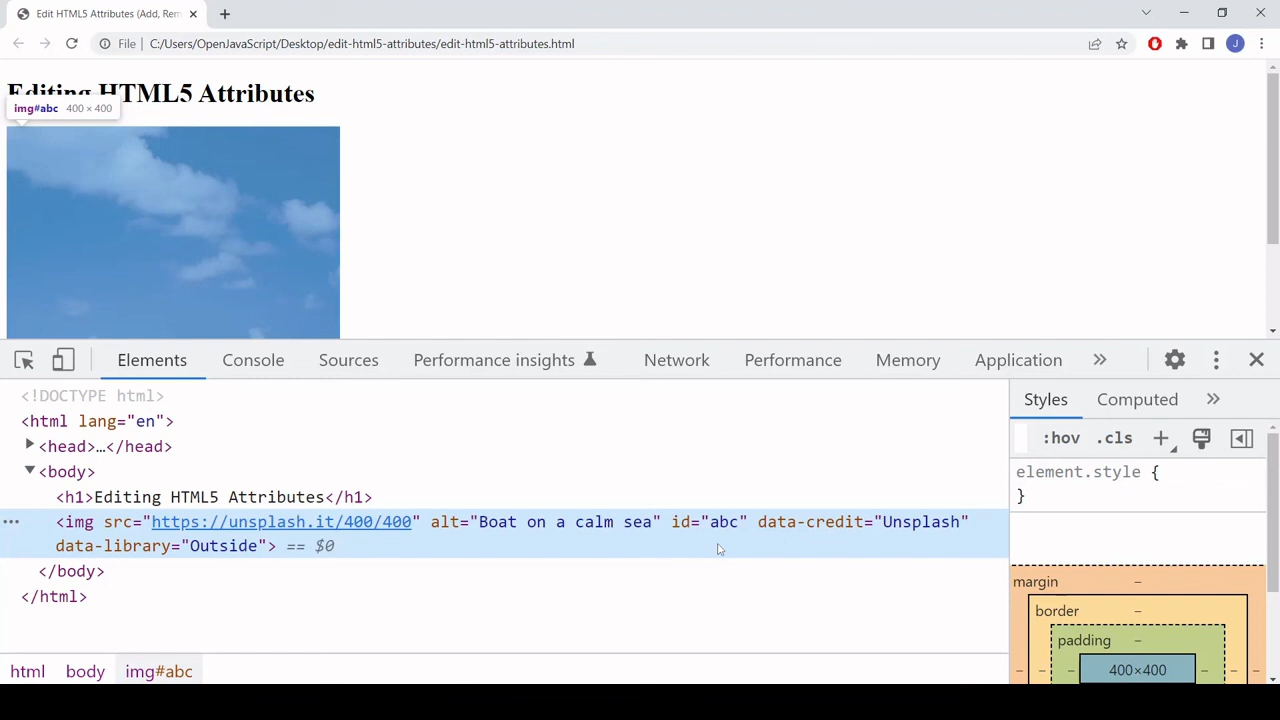 Edit HTML5 Attributes (Add, Rem
File C:/Users/OpenJavaScript/Desktop/edit-html5-attributes/edit-html5-attributes.html
J
Editing HTML5 Attributes
img#abc 400 × 400
Elements Console Sources Performance insights Network Performance Memory Application
<!DOCTYPE html>
<html lang="en">
<head>…</head>
<body>
<h1>Editing HTML5 Attributes</h1>
<img src="https://unsplash.it/400/400" alt="Boat on a calm sea" id="abc" data-credit="Unsplash"
data-library="Outside"> == $0
</body>
</html>
html body img#abc
Styles Computed
:hov .cls
element.style {
}
margin –
border –
padding –
– – – 400×400 – – –